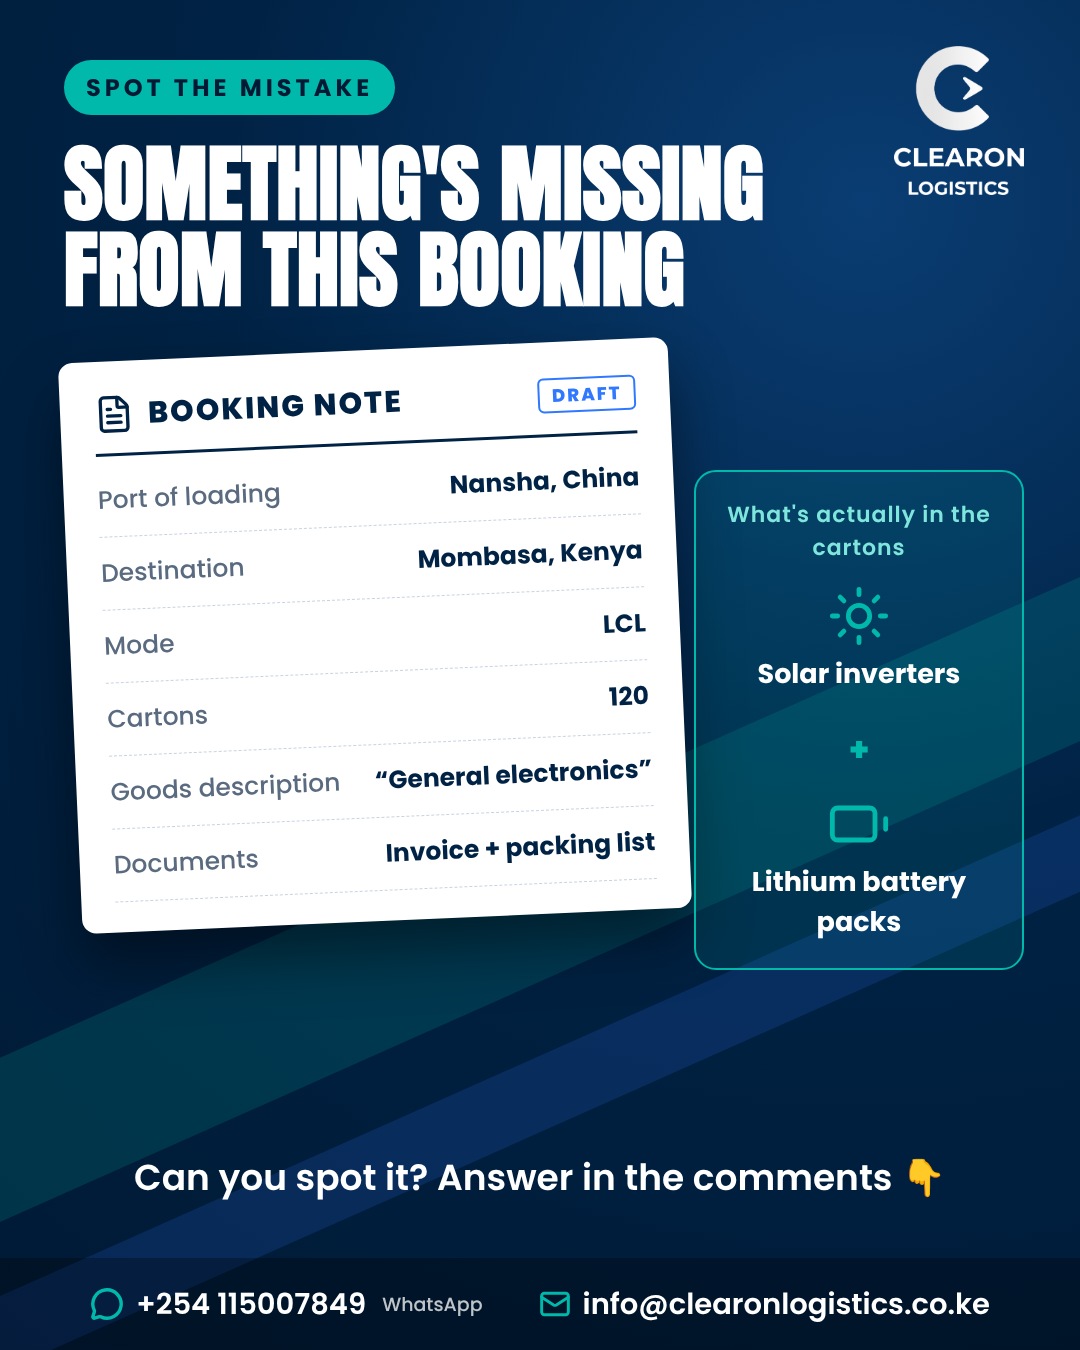 SPOT THE MISTAKE
CLEARON
LOGISTICS
SOMETHING'S MISSING
FROM THIS BOOKING
BOOKING NOTE
DRAFT
Port of loading Nansha, China
Destination Mombasa, Kenya
Mode LCL
Cartons 120
Goods description “General electronics”
Documents Invoice + packing list
What's actually in the
cartons
Solar inverters
+
Lithium battery
packs
Can you spot it? Answer in the comments 👇
+254 115007849 WhatsApp
info@clearonlogistics.co.ke